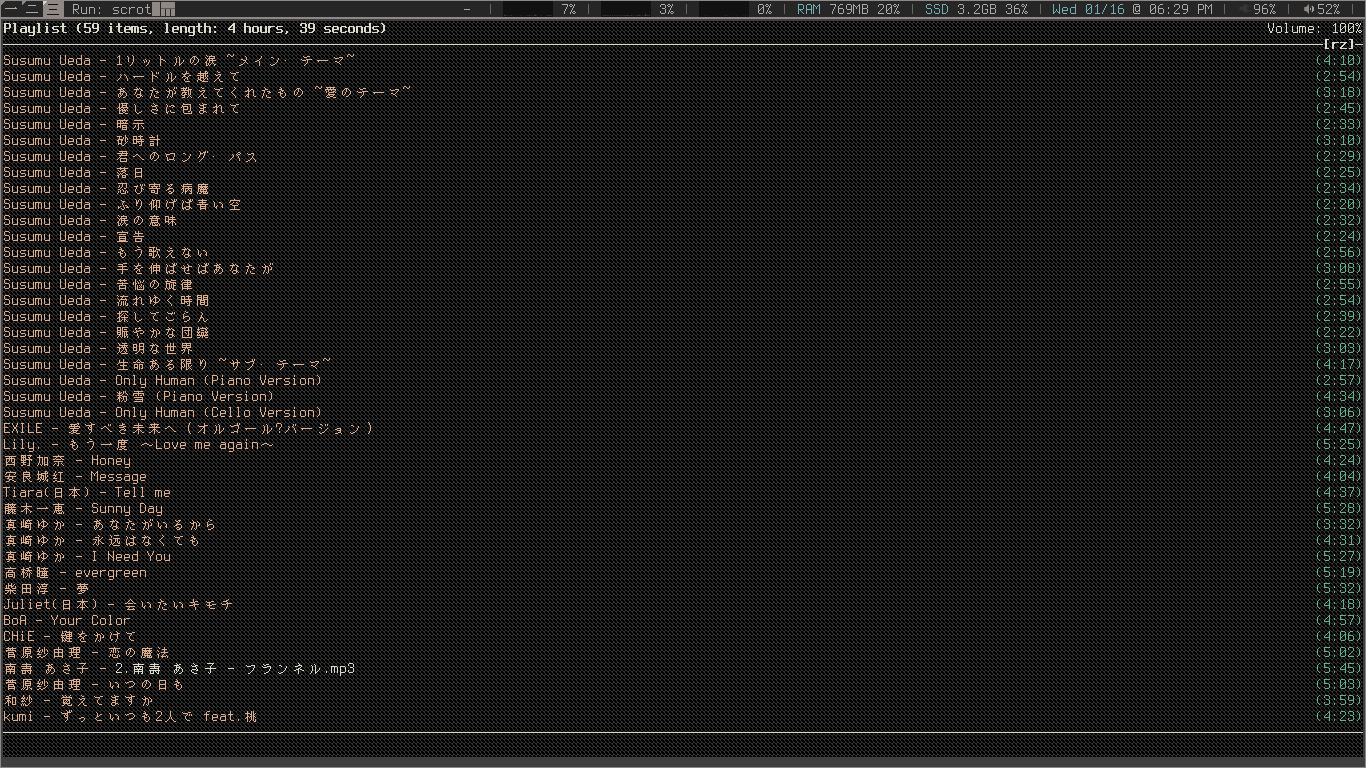 一 二 三 Run: scrot - | 7% | 3% | 0% | RAM 769MB 20% | SSD 3.2GB 36% | Wed 01/16 @ 06:29 PM | 96% | 52% |
Playlist (59 items, length: 4 hours, 39 seconds) Volume: 100%
[rz]
Susumu Ueda - 1リットルの涙 ~メイン・テーマ~ (4:10)
Susumu Ueda - ハードルを越えて (2:54)
Susumu Ueda - あなたが教えてくれたもの ~愛のテーマ~ (3:18)
Susumu Ueda - 優しさに包まれて (2:45)
Susumu Ueda - 暗示 (2:33)
Susumu Ueda - 砂時計 (3:10)
Susumu Ueda - 君へのロング・パス (2:29)
Susumu Ueda - 落日 (2:25)
Susumu Ueda - 忍び寄る病魔 (2:34)
Susumu Ueda - ふり仰げば青い空 (2:20)
Susumu Ueda - 涙の意味 (2:32)
Susumu Ueda - 宣告 (2:24)
Susumu Ueda - もう歌えない (2:56)
Susumu Ueda - 手を伸ばせばあなたが (3:08)
Susumu Ueda - 苦悩の旋律 (2:55)
Susumu Ueda - 流れゆく時間 (2:54)
Susumu Ueda - 探してごらん (2:39)
Susumu Ueda - 賑やかな団欒 (2:22)
Susumu Ueda - 透明な世界 (3:03)
Susumu Ueda - 生命ある限り ~サブ・テーマ~ (4:17)
Susumu Ueda - Only Human (Piano Version) (2:57)
Susumu Ueda - 粉雪 (Piano Version) (4:34)
Susumu Ueda - Only Human (Cello Version) (3:06)
EXILE - 愛すべき未来へ (オルゴール?バージョン) (4:47)
Lily. - もう一度 ～Love me again～ (5:25)
西野加奈 - Honey (4:24)
安良城红 - Message (4:04)
Tiara(日本) - Tell me (4:37)
藤木一恵 - Sunny Day (5:28)
真崎ゆか - あなたがいるから (3:32)
真崎ゆか - 永远はなくても (4:31)
真崎ゆか - I Need You (5:27)
高桥瞳 - evergreen (5:19)
柴田淳 - 夢 (5:32)
Juliet(日本) - 会いたいキモチ (4:18)
BoA - Your Color (4:57)
CHiE - 鍵をかけて (4:06)
菅原纱由理 - 恋の魔法 (5:02)
南壽 あさ子 - 2.南壽 あさ子 - フランネル.mp3 (5:45)
菅原纱由理 - いつの日も (5:03)
和紗 - 覚えてますか (3:59)
kumi - ずっといつも2人で feat.桃 (4:23)